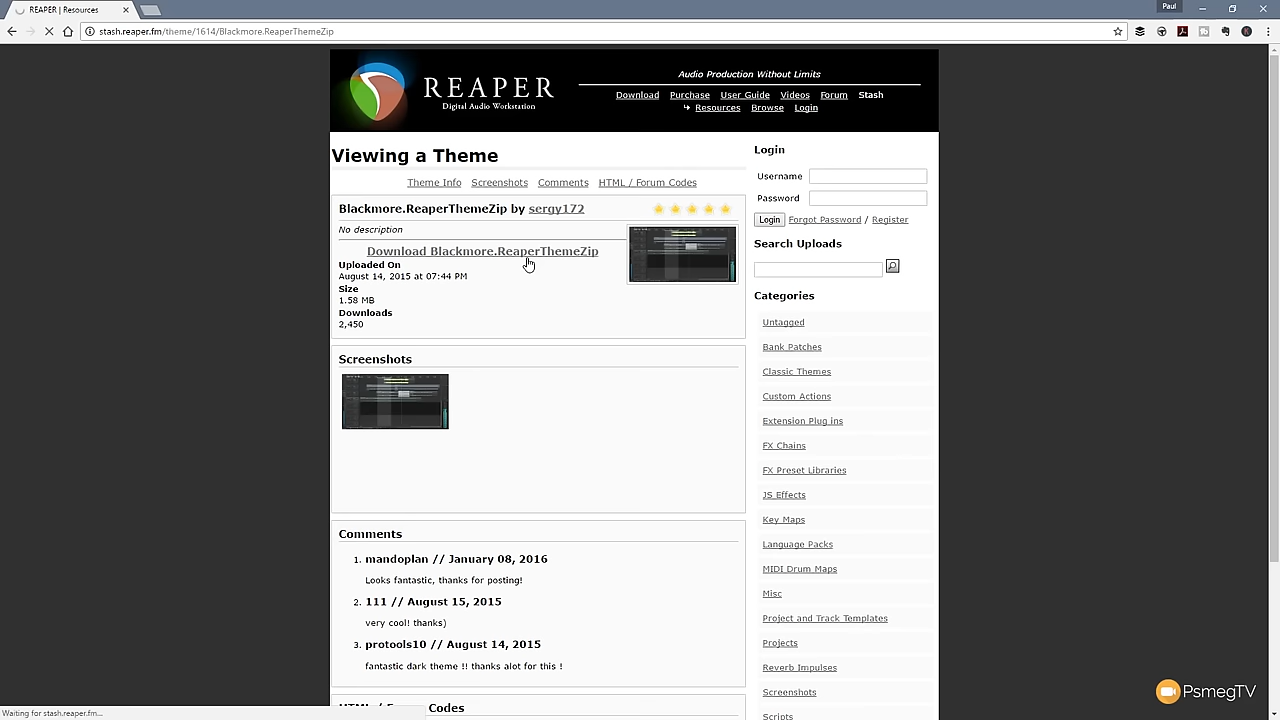 REAPER | Resources
Paul
stash.reaper.fm/theme/1614/Blackmore.ReaperThemeZip
REAPER
Digital Audio Workstation
Audio Production Without Limits
Download Purchase User Guide Videos Forum Stash
↳ Resources Browse Login
Viewing a Theme
Theme Info Screenshots Comments HTML / Forum Codes
Blackmore.ReaperThemeZip by sergy172
No description
Download Blackmore.ReaperThemeZip
Uploaded On
August 14, 2015 at 07:44 PM
Size
1.58 MB
Downloads
2,450
Screenshots
Comments
1. mandoplan // January 08, 2016
Looks fantastic, thanks for posting!
2. 111 // August 15, 2015
very cool! thanks)
3. protools10 // August 14, 2015
fantastic dark theme !! thanks alot for this !
Codes
Login
Username
Password
Login Forgot Password / Register
Search Uploads
Categories
Untagged
Bank Patches
Classic Themes
Custom Actions
Extension Plug ins
FX Chains
FX Preset Libraries
JS Effects
Key Maps
Language Packs
MIDI Drum Maps
Misc
Project and Track Templates
Projects
Reverb Impulses
Screenshots
Scripts
Waiting for stash.reaper.fm...
PsmegTV